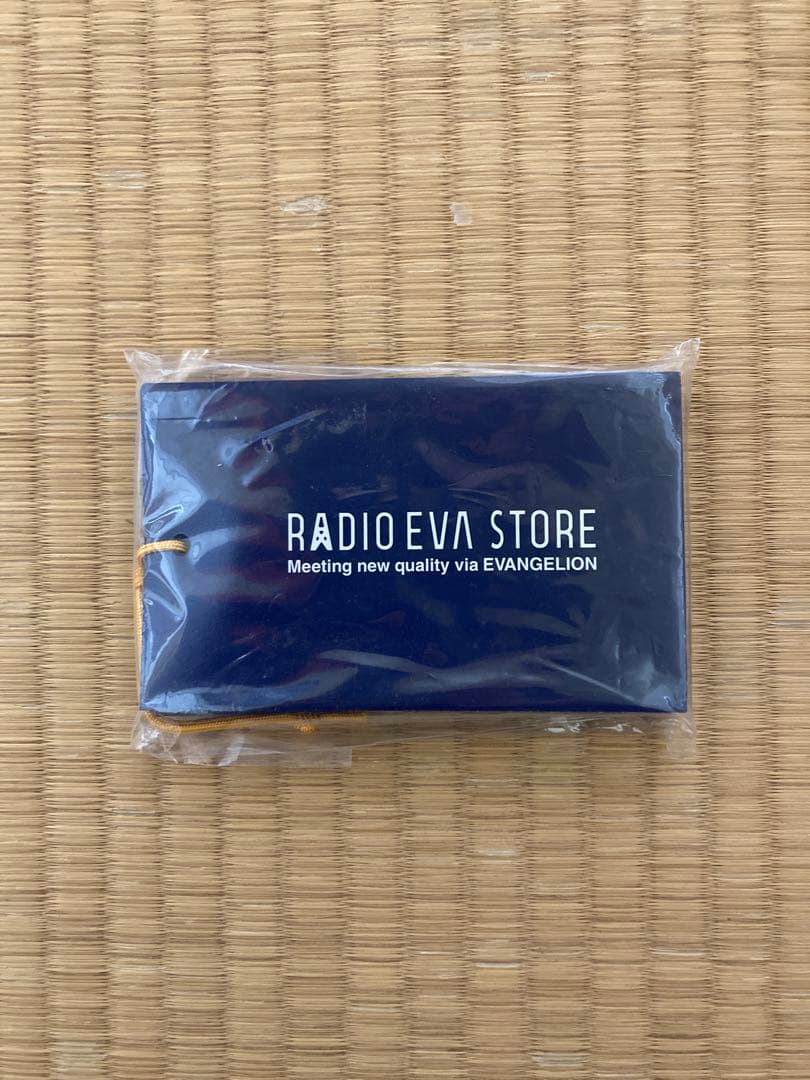 RADIO EVA STORE
Meeting new quality via EVANGELION